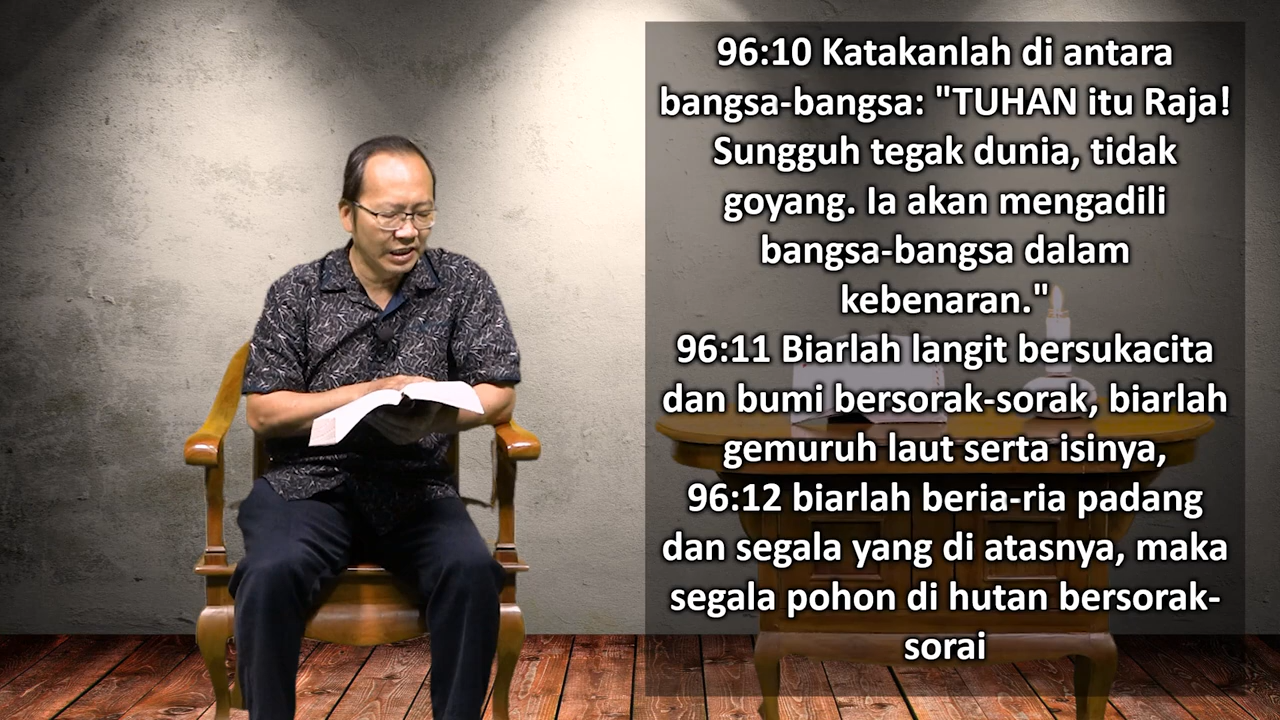 96:10 Katakanlah di antara
bangsa-bangsa: "TUHAN itu Raja!
Sungguh tegak dunia, tidak
goyang. Ia akan mengadili
bangsa-bangsa dalam
kebenaran."
96:11 Biarlah langit bersukacita
dan bumi bersorak-sorak, biarlah
gemuruh laut serta isinya,
96:12 biarlah beria-ria padang
dan segala yang di atasnya, maka
segala pohon di hutan bersorak-
sorai